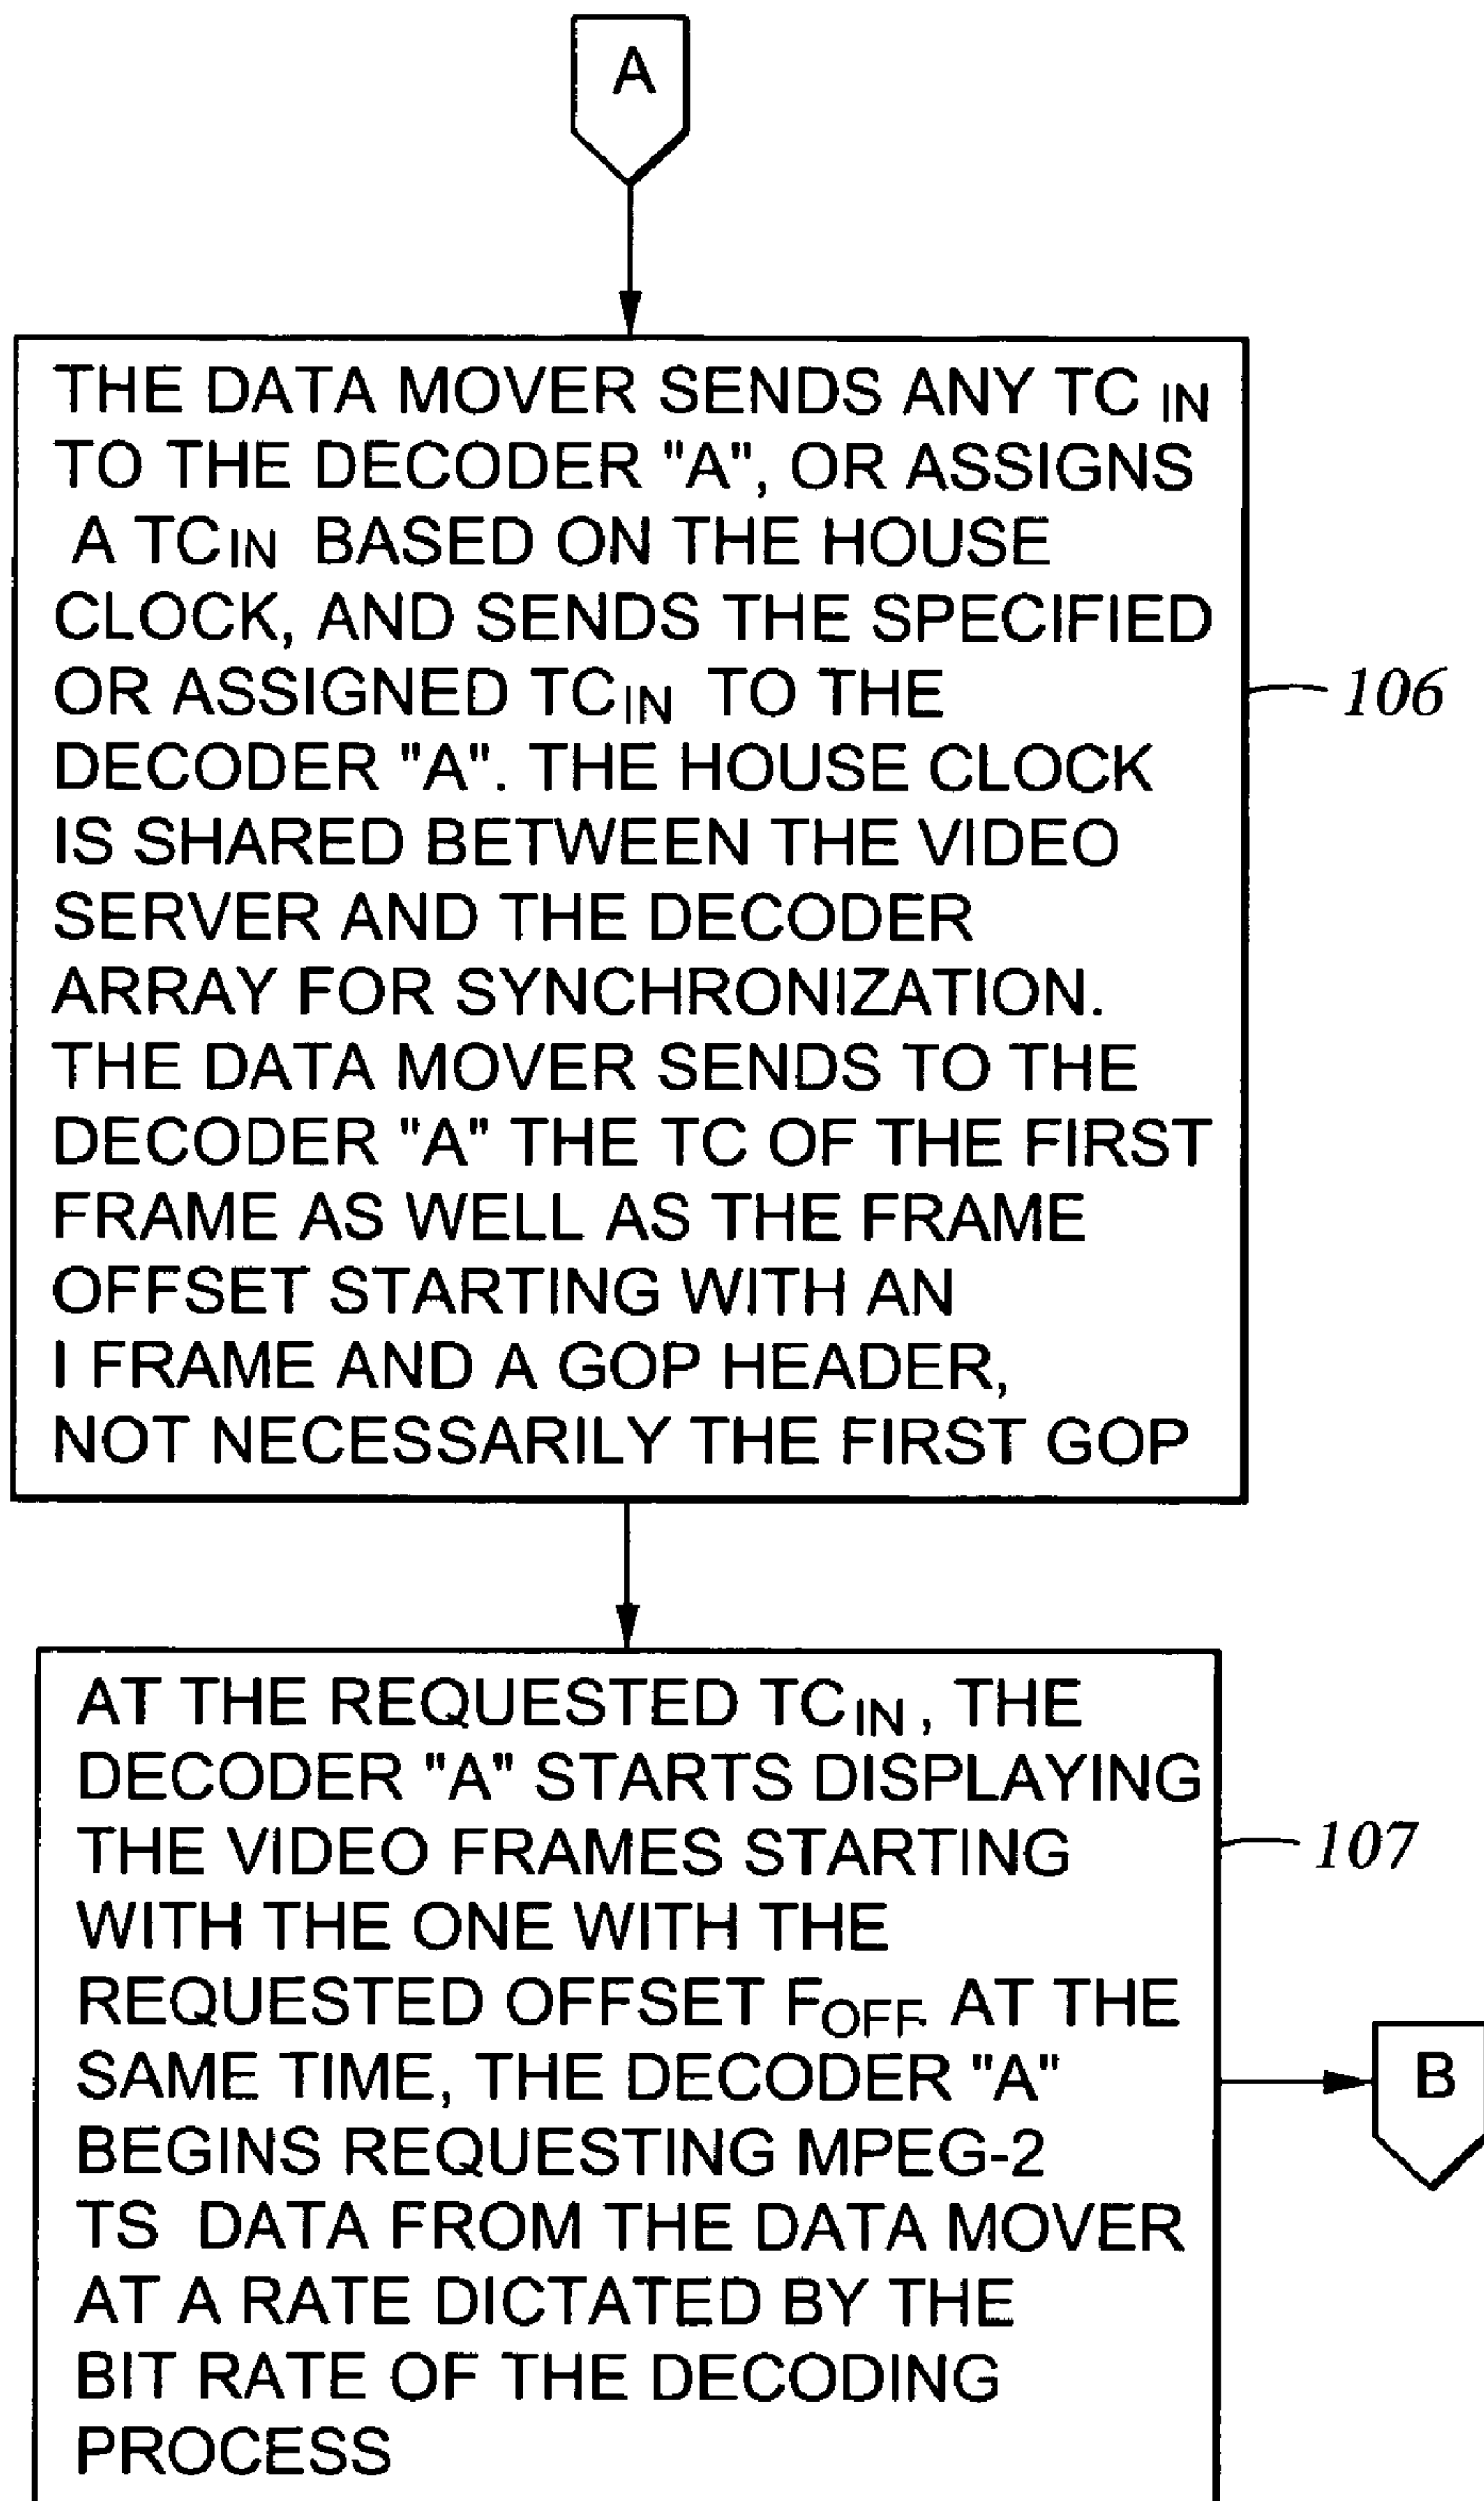 A
THE DATA MOVER SENDS ANY TC IN
TO THE DECODER "A", OR ASSIGNS
A TCIN BASED ON THE HOUSE
CLOCK, AND SENDS THE SPECIFIED
OR ASSIGNED TCIN TO THE
DECODER "A". THE HOUSE CLOCK
IS SHARED BETWEEN THE VIDEO
SERVER AND THE DECODER
ARRAY FOR SYNCHRONIZATION.
THE DATA MOVER SENDS TO THE
DECODER "A" THE TC OF THE FIRST
FRAME AS WELL AS THE FRAME
OFFSET STARTING WITH AN
I FRAME AND A GOP HEADER,
NOT NECESSARILY THE FIRST GOP
106
AT THE REQUESTED TCIN, THE
DECODER "A" STARTS DISPLAYING
THE VIDEO FRAMES STARTING
WITH THE ONE WITH THE
REQUESTED OFFSET FOFF. AT THE
SAME TIME, THE DECODER "A"
BEGINS REQUESTING MPEG-2
TS DATA FROM THE DATA MOVER
AT A RATE DICTATED BY THE
BIT RATE OF THE DECODING
PROCESS
107
B